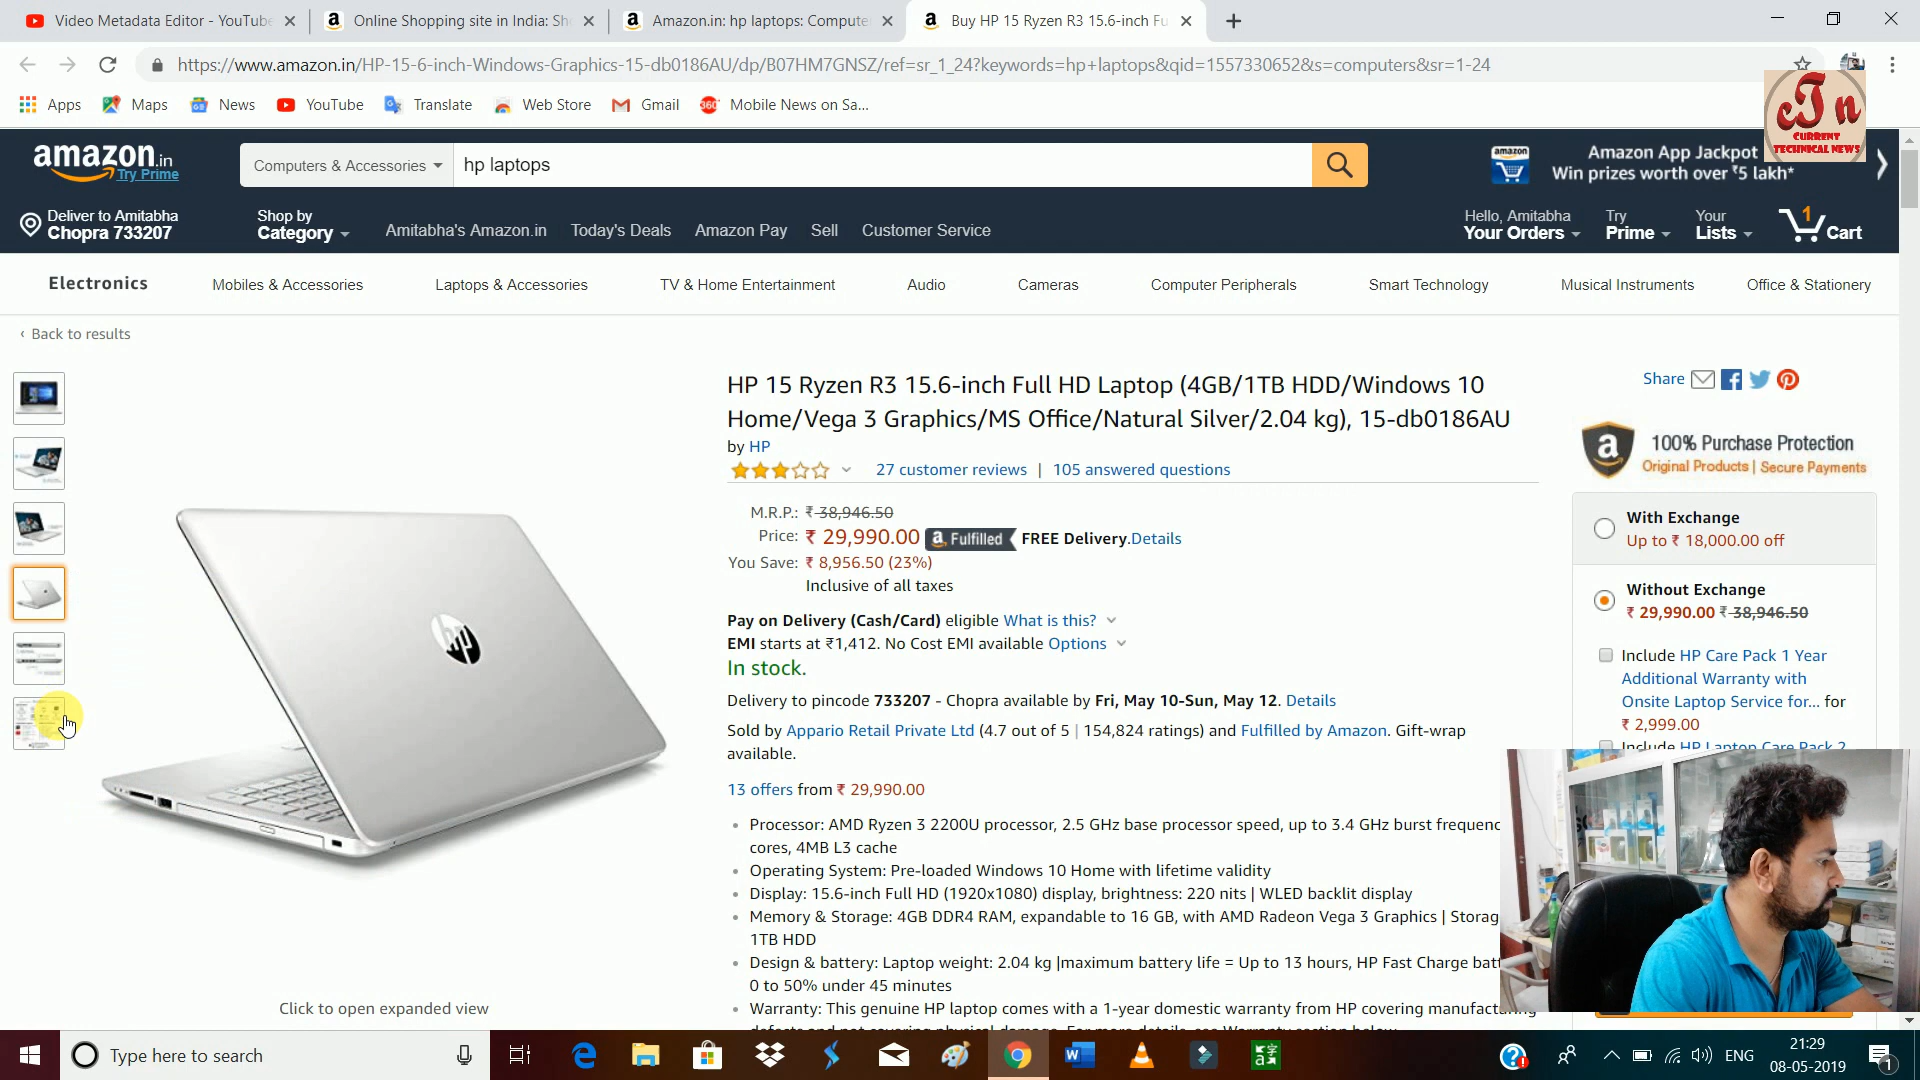 Video Metadata Editor - YouTube
Online Shopping site in India: Sh
Amazon.in: hp laptops: Compute
Buy HP 15 Ryzen R3 15.6-inch Fu
https://www.amazon.in/HP-15-6-inch-Windows-Graphics-15-db0186AU/dp/B07HM7GNSZ/ref=sr_1_24?keywords=hp+laptops&qid=1557330652&s=computers&sr=1-24
Apps
Maps
News
YouTube
Translate
Web Store
Gmail
Mobile News on Sa...
cTn
CURRENT
TECHNICAL NEWS
amazon.in
Try Prime
Computers & Accessories
hp laptops
amazon
Amazon App Jackpot
Win prizes worth over ₹5 lakh*
Deliver to Amitabha
Chopra 733207
Shop by
Category
Amitabha's Amazon.in
Today's Deals
Amazon Pay
Sell
Customer Service
Hello, Amitabha
Your Orders
Try
Prime
Your
Lists
1
Cart
Electronics
Mobiles & Accessories
Laptops & Accessories
TV & Home Entertainment
Audio
Cameras
Computer Peripherals
Smart Technology
Musical Instruments
Office & Stationery
‹ Back to results
HP 15 Ryzen R3 15.6-inch Full HD Laptop (4GB/1TB HDD/Windows 10
Home/Vega 3 Graphics/MS Office/Natural Silver/2.04 kg), 15-db0186AU
by HP
27 customer reviews | 105 answered questions
M.R.P.: ₹ 38,946.50
Price: ₹ 29,990.00 a Fulfilled FREE Delivery.Details
You Save: ₹ 8,956.50 (23%)
Inclusive of all taxes
Pay on Delivery (Cash/Card) eligible What is this?
EMI starts at ₹1,412. No Cost EMI available Options
In stock.
Delivery to pincode 733207 - Chopra available by Fri, May 10-Sun, May 12. Details
Sold by Appario Retail Private Ltd (4.7 out of 5 | 154,824 ratings) and Fulfilled by Amazon. Gift-wrap
available.
13 offers from ₹ 29,990.00
Processor: AMD Ryzen 3 2200U processor, 2.5 GHz base processor speed, up to 3.4 GHz burst frequenc
cores, 4MB L3 cache
Operating System: Pre-loaded Windows 10 Home with lifetime validity
Display: 15.6-inch Full HD (1920x1080) display, brightness: 220 nits | WLED backlit display
Memory & Storage: 4GB DDR4 RAM, expandable to 16 GB, with AMD Radeon Vega 3 Graphics | Storag
1TB HDD
Design & battery: Laptop weight: 2.04 kg |maximum battery life = Up to 13 hours, HP Fast Charge batt
0 to 50% under 45 minutes
Warranty: This genuine HP laptop comes with a 1-year domestic warranty from HP covering manufacturing
Share
100% Purchase Protection
Original Products | Secure Payments
With Exchange
Up to ₹ 18,000.00 off
Without Exchange
₹ 29,990.00 ₹ 38,946.50
Include HP Care Pack 1 Year
Additional Warranty with
Onsite Laptop Service for... for
₹ 2,999.00
Include HP Laptop Care Pack 2
hp
Click to open expanded view
Type here to search
ENG
21:29
08-05-2019
1